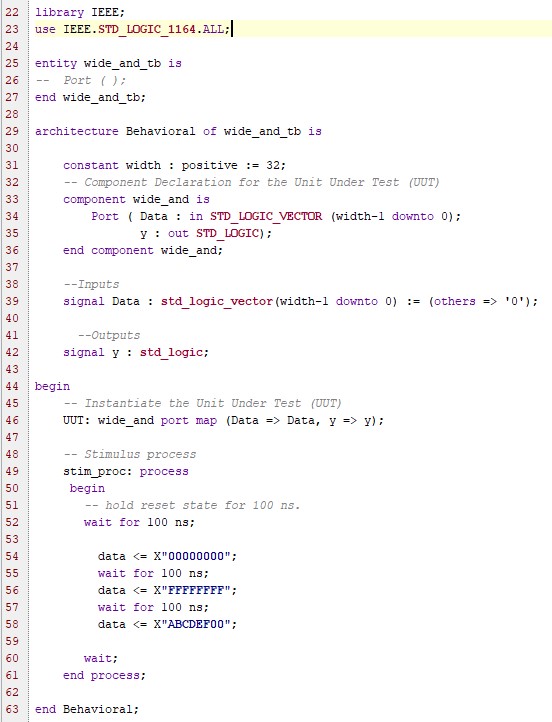 22 library IEEE;
23 use IEEE.STD_LOGIC_1164.ALL;
24
25 entity wide_and_tb is
26 --  Port ( );
27 end wide_and_tb;
28
29 architecture Behavioral of wide_and_tb is
30
31     constant width : positive := 32;
32     -- Component Declaration for the Unit Under Test (UUT)
33     component wide_and is
34         Port ( Data : in STD_LOGIC_VECTOR (width-1 downto 0);
35                y : out STD_LOGIC);
36     end component wide_and;
37
38     --Inputs
39     signal Data : std_logic_vector(width-1 downto 0) := (others => '0');
40
41       --Outputs
42     signal y : std_logic;
43
44 begin
45     -- Instantiate the Unit Under Test (UUT)
46     UUT: wide_and port map (Data => Data, y => y);
47
48     -- Stimulus process
49     stim_proc: process
50      begin
51        -- hold reset state for 100 ns.
52        wait for 100 ns;
53
54          data <= X"00000000";
55          wait for 100 ns;
56          data <= X"FFFFFFFF";
57          wait for 100 ns;
58          data <= X"ABCDEF00";
59
60        wait;
61     end process;
62
63 end Behavioral;